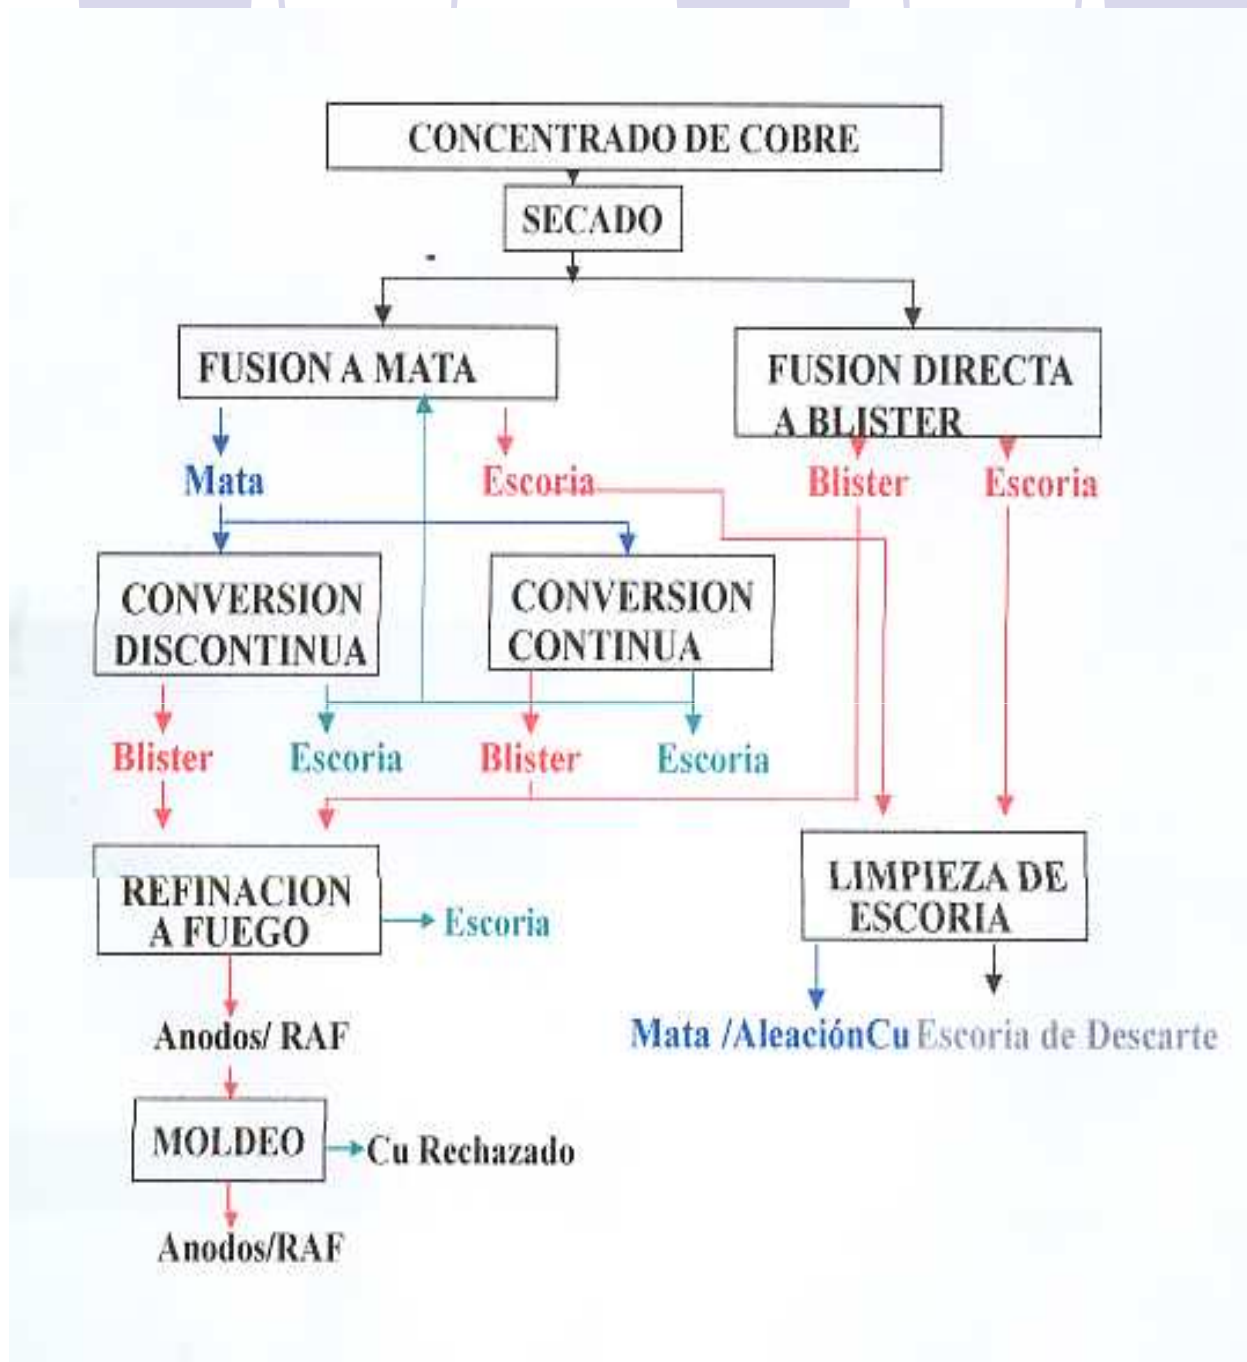 CONCENTRADO DE COBRE
SECADO
FUSION A MATA
FUSION DIRECTA
A BLISTER
Mata
Escoria
Blister
Escoria
CONVERSION
DISCONTINUA
CONVERSION
CONTINUA
Blister
Escoria
Blister
Escoria
REFINACION
A FUEGO
Escoria
LIMPIEZA DE
ESCORIA
Anodos/ RAF
Mata /AleaciónCu
Escoria de Descarte
MOLDEO
Cu Rechazado
Anodos/RAF